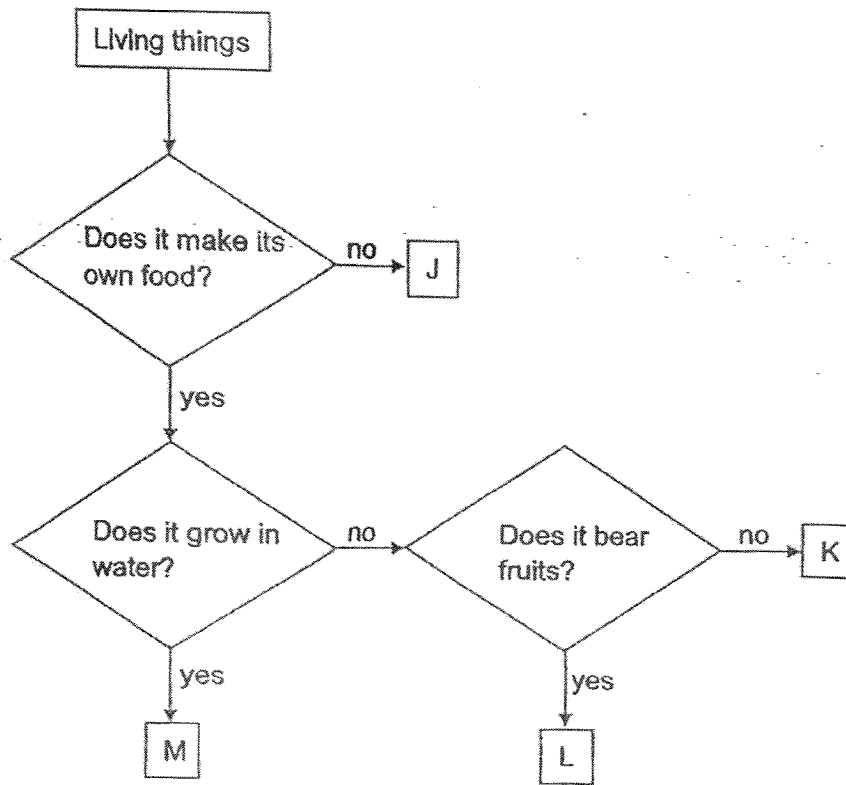 Living things
Does it make its
own food?
no
J
yes
Does it grow in
water?
no
Does it bear
fruits?
no
K
yes
M
yes
L